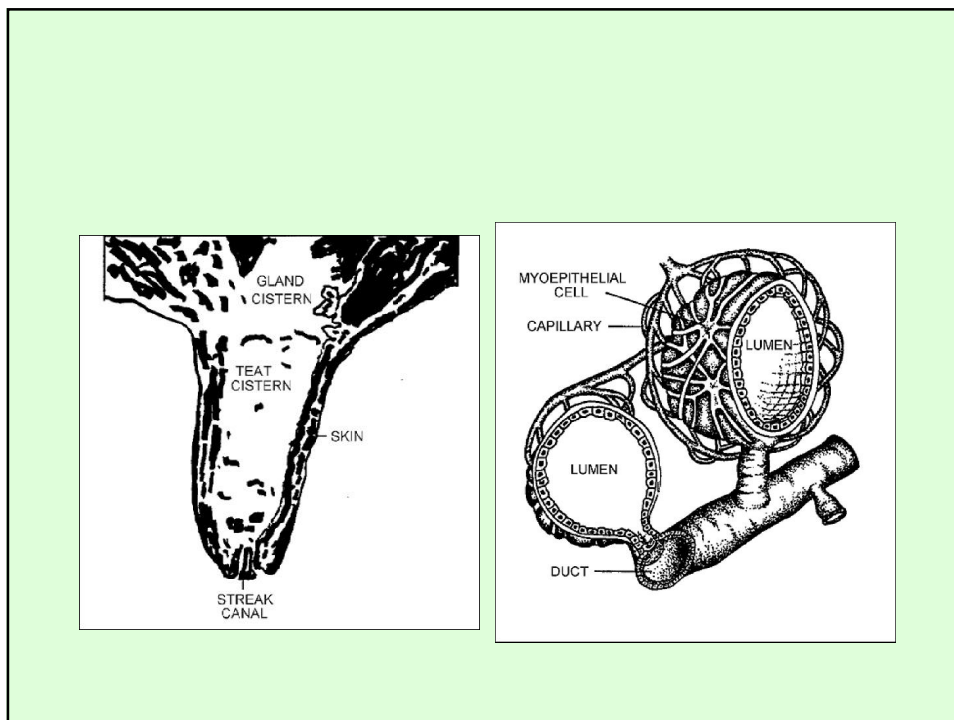 GLAND
CISTERN
TEAT
CISTERN
SKIN
STREAK
CANAL
MYOEPITHELIAL
CELL
CAPILLARY
LUMEN
LUMEN
DUCT